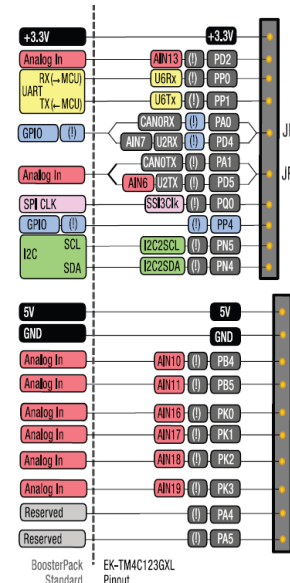 +3.3V +3.3V
Analog In AIN13 (!) PD2
RX(→MCU) U6Rx (!) PP0
UART
TX(←MCU) U6Tx (!) PP1
CAN0RX (!) PA0
GPIO (!)
AIN7 U2RX (!) PD4
CAN0TX (!) PA1
Analog In
AIN6 U2TX (!) PD5
SPI CLK SSI3Clk (!) PQ0
GPIO (!) (!) PP4
I2C SCL I2C2SCL (!) PN5
SDA I2C2SDA (!) PN4
5V 5V
GND GND
Analog In AIN10 (!) PB4
Analog In AIN11 (!) PB5
Analog In AIN16 (!) PK0
Analog In AIN17 (!) PK1
Analog In AIN18 (!) PK2
Analog In AIN19 (!) PK3
Reserved (!) PA4
Reserved (!) PA5
BoosterPack EK-TM4C123GXL
Standard Pinout